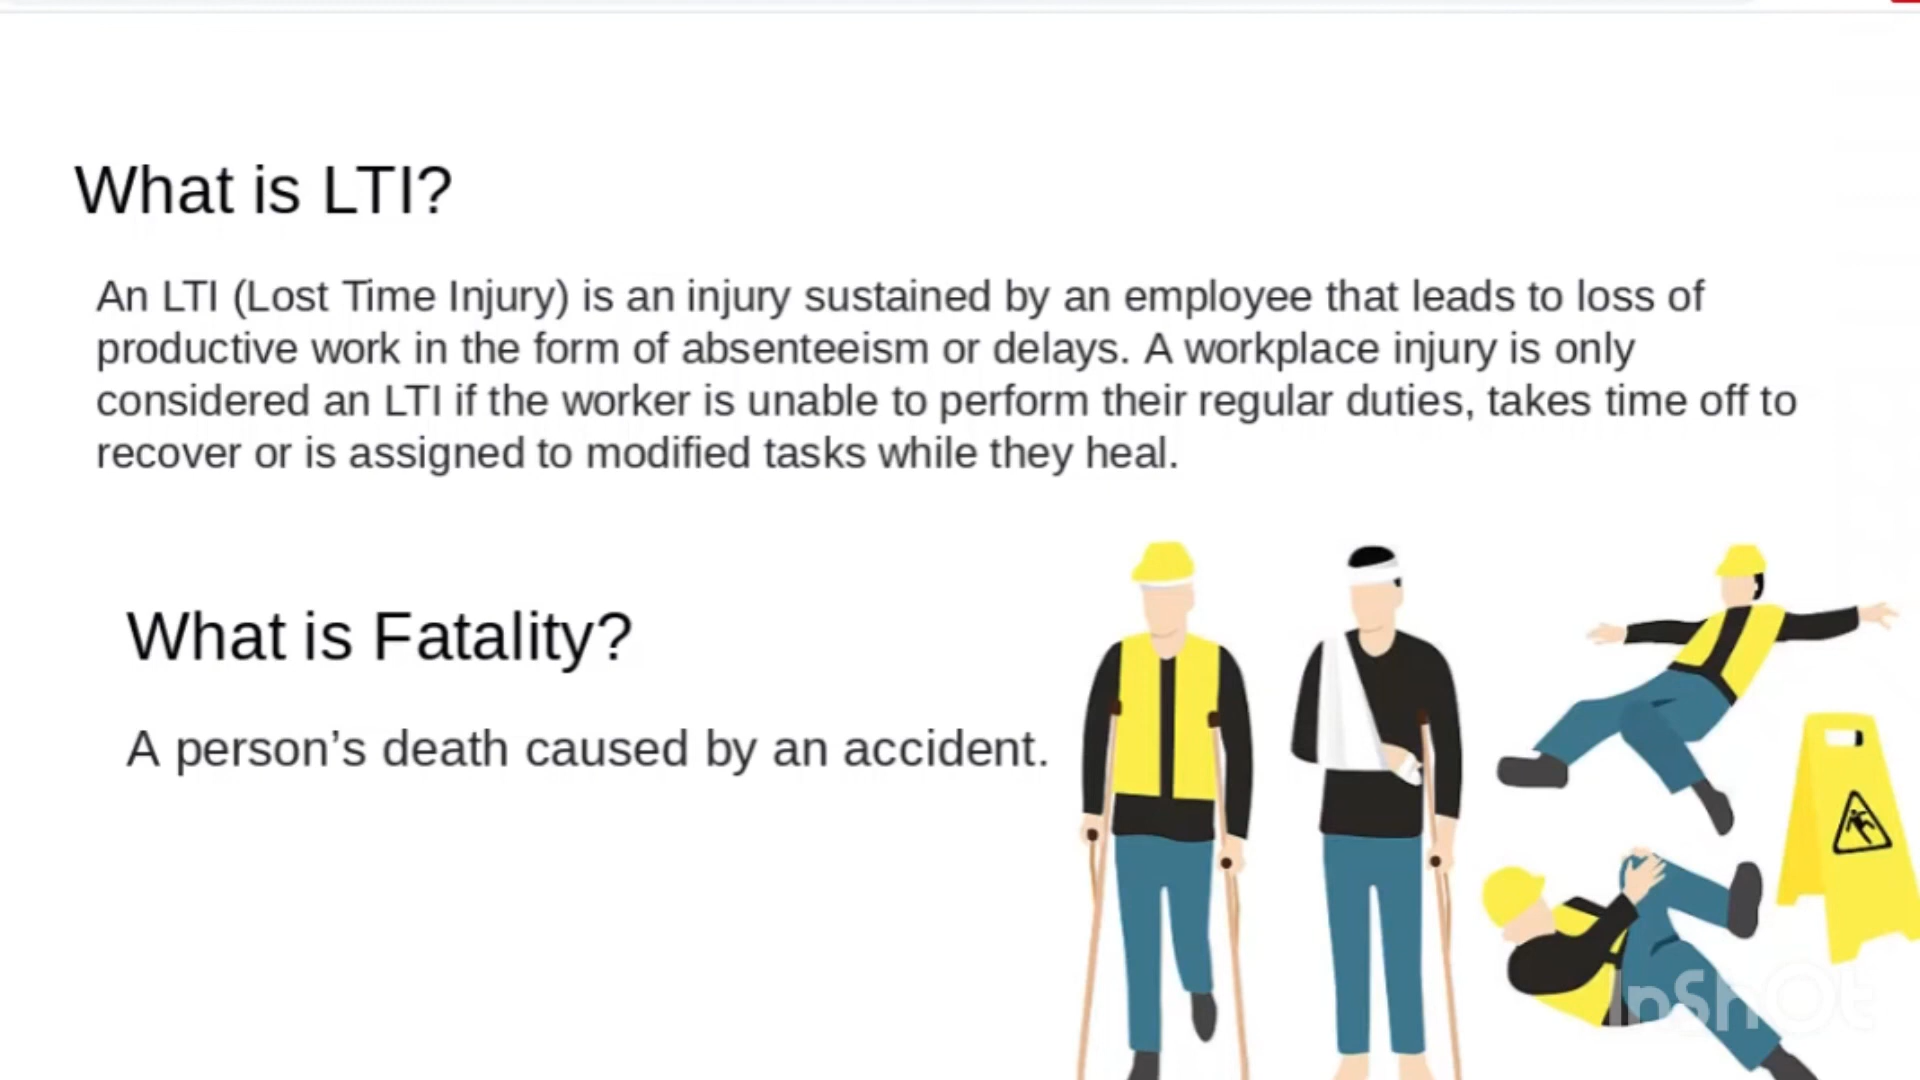 What is LTI?
An LTI (Lost Time Injury) is an injury sustained by an employee that leads to loss of
productive work in the form of absenteeism or delays. A workplace injury is only
considered an LTI if the worker is unable to perform their regular duties, takes time off to
recover or is assigned to modified tasks while they heal.
What is Fatality?
A person’s death caused by an accident.
InShOt